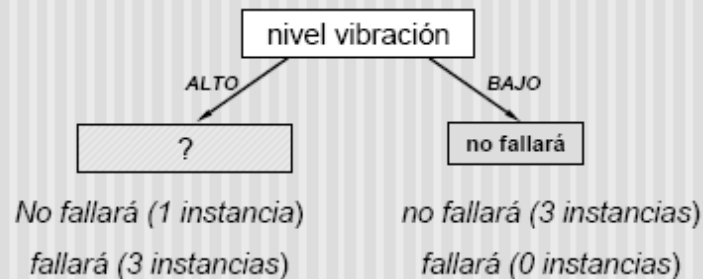 nivel vibración
ALTO
BAJO
?
no fallará
No fallará (1 instancia)
no fallará (3 instancias)
fallará (3 instancias)
fallará (0 instancias)